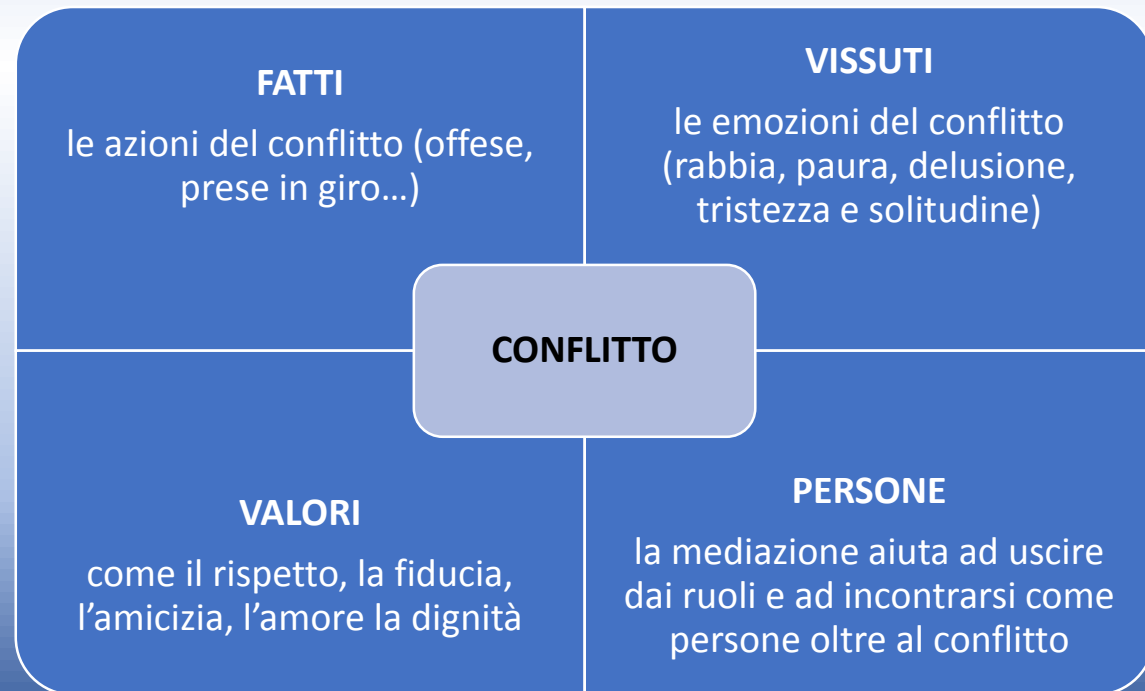 FATTI
le azioni del conflitto (offese,
prese in giro…)
VISSUTI
le emozioni del conflitto
(rabbia, paura, delusione,
tristezza e solitudine)
CONFLITTO
VALORI
come il rispetto, la fiducia,
l’amicizia, l’amore la dignità
PERSONE
la mediazione aiuta ad uscire
dai ruoli e ad incontrarsi come
persone oltre al conflitto